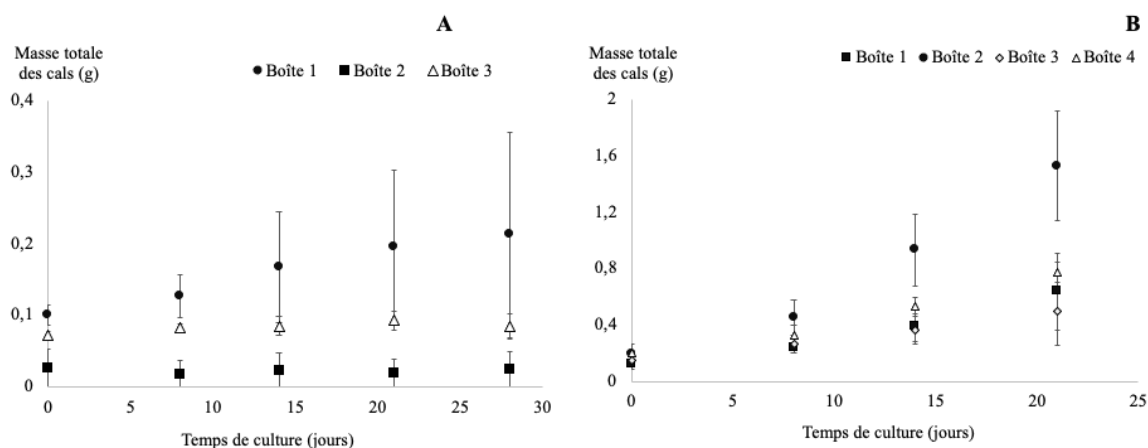 A
Masse totale
des cals (g)
Boîte 1 Boîte 2 Boîte 3
0,4
0,3
0,2
0,1
0
0 5 10 15 20 25 30
Temps de culture (jours)
B
Masse totale
des cals (g)
Boîte 1 Boîte 2 Boîte 3 Boîte 4
2
1,6
1,2
0,8
0,4
0
0 5 10 15 20 25
Temps de culture (jours)